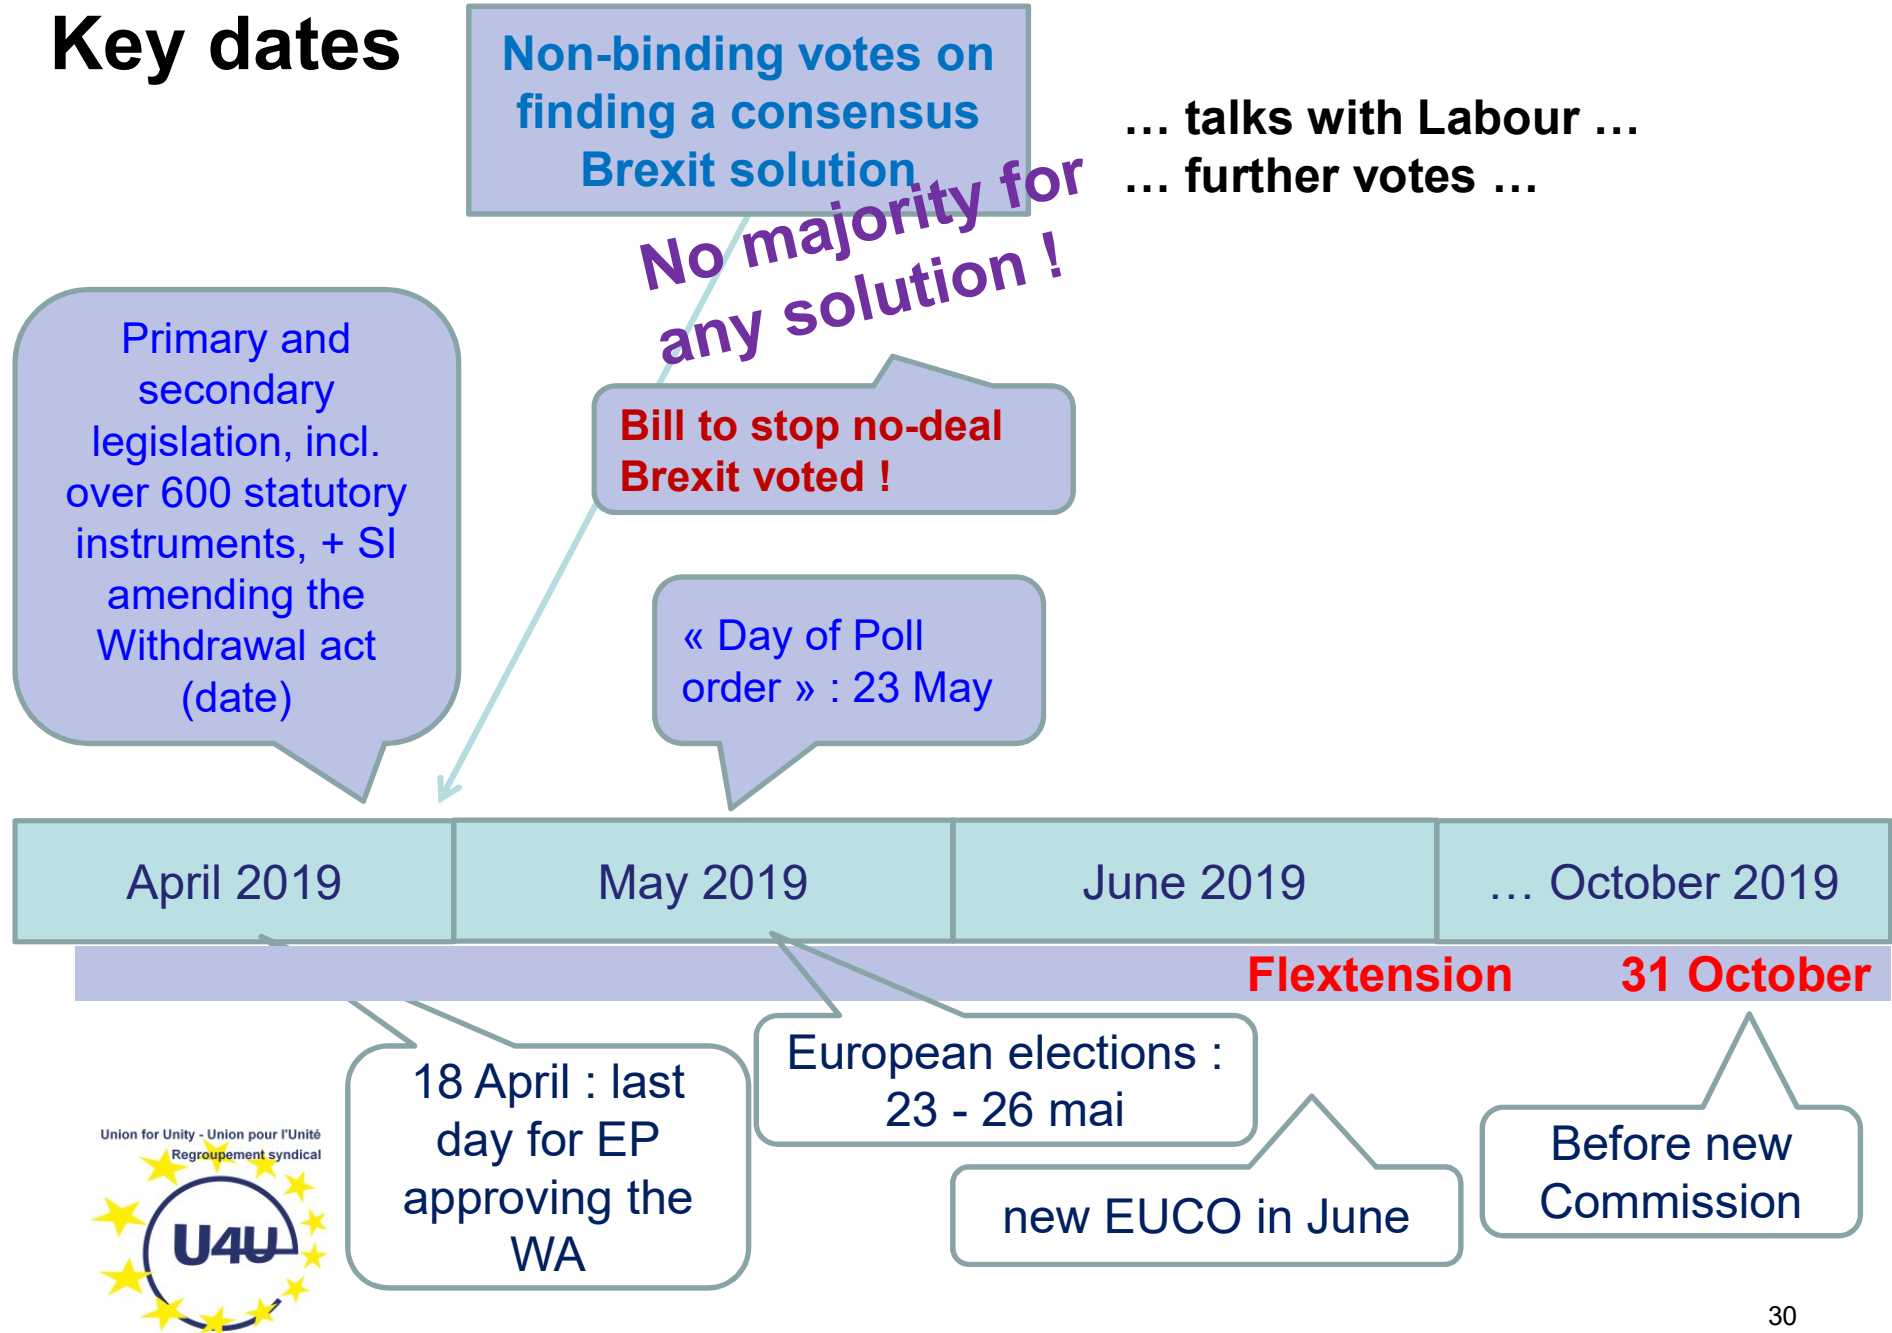 Key dates
Non-binding votes on
finding a consensus
Brexit solution
… talks with Labour …
… further votes …
No majority for
any solution !
Primary and
secondary
legislation, incl.
over 600 statutory
instruments, + SI
amending the
Withdrawal act
(date)
Bill to stop no-deal
Brexit voted !
« Day of Poll
order » : 23 May
April 2019
May 2019
June 2019
… October 2019
Flextension
31 October
18 April : last
day for EP
approving the
WA
European elections :
23 - 26 mai
new EUCO in June
Before new
Commission
Union for Unity - Union pour l'Unité
Regroupement syndical
U4U
30